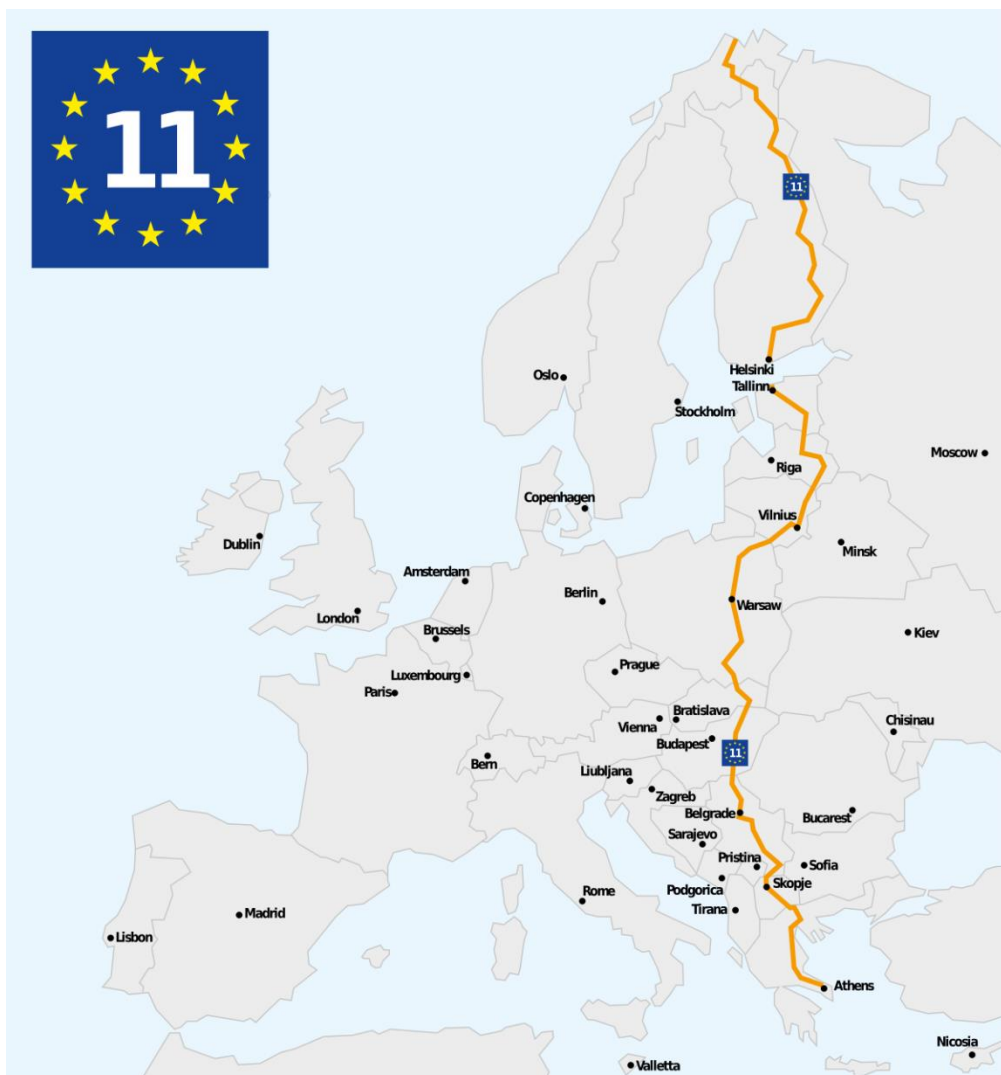 11
11
Helsinki
Oslo
Tallinn
Stockholm
Moscow
Riga
Copenhagen
Vilnius
Dublin
Minsk
Amsterdam
Berlin
Warsaw
London
Brussels
Kiev
Prague
Luxembourg
Paris
Bratislava
Chisinau
Vienna
Budapest
11
Bern
Liubljana
Zagreb
Belgrade
Bucarest
Sarajevo
Pristina
Sofia
Podgorica
Skopje
Rome
Tirana
Madrid
Lisbon
Athens
Nicosia
Valletta